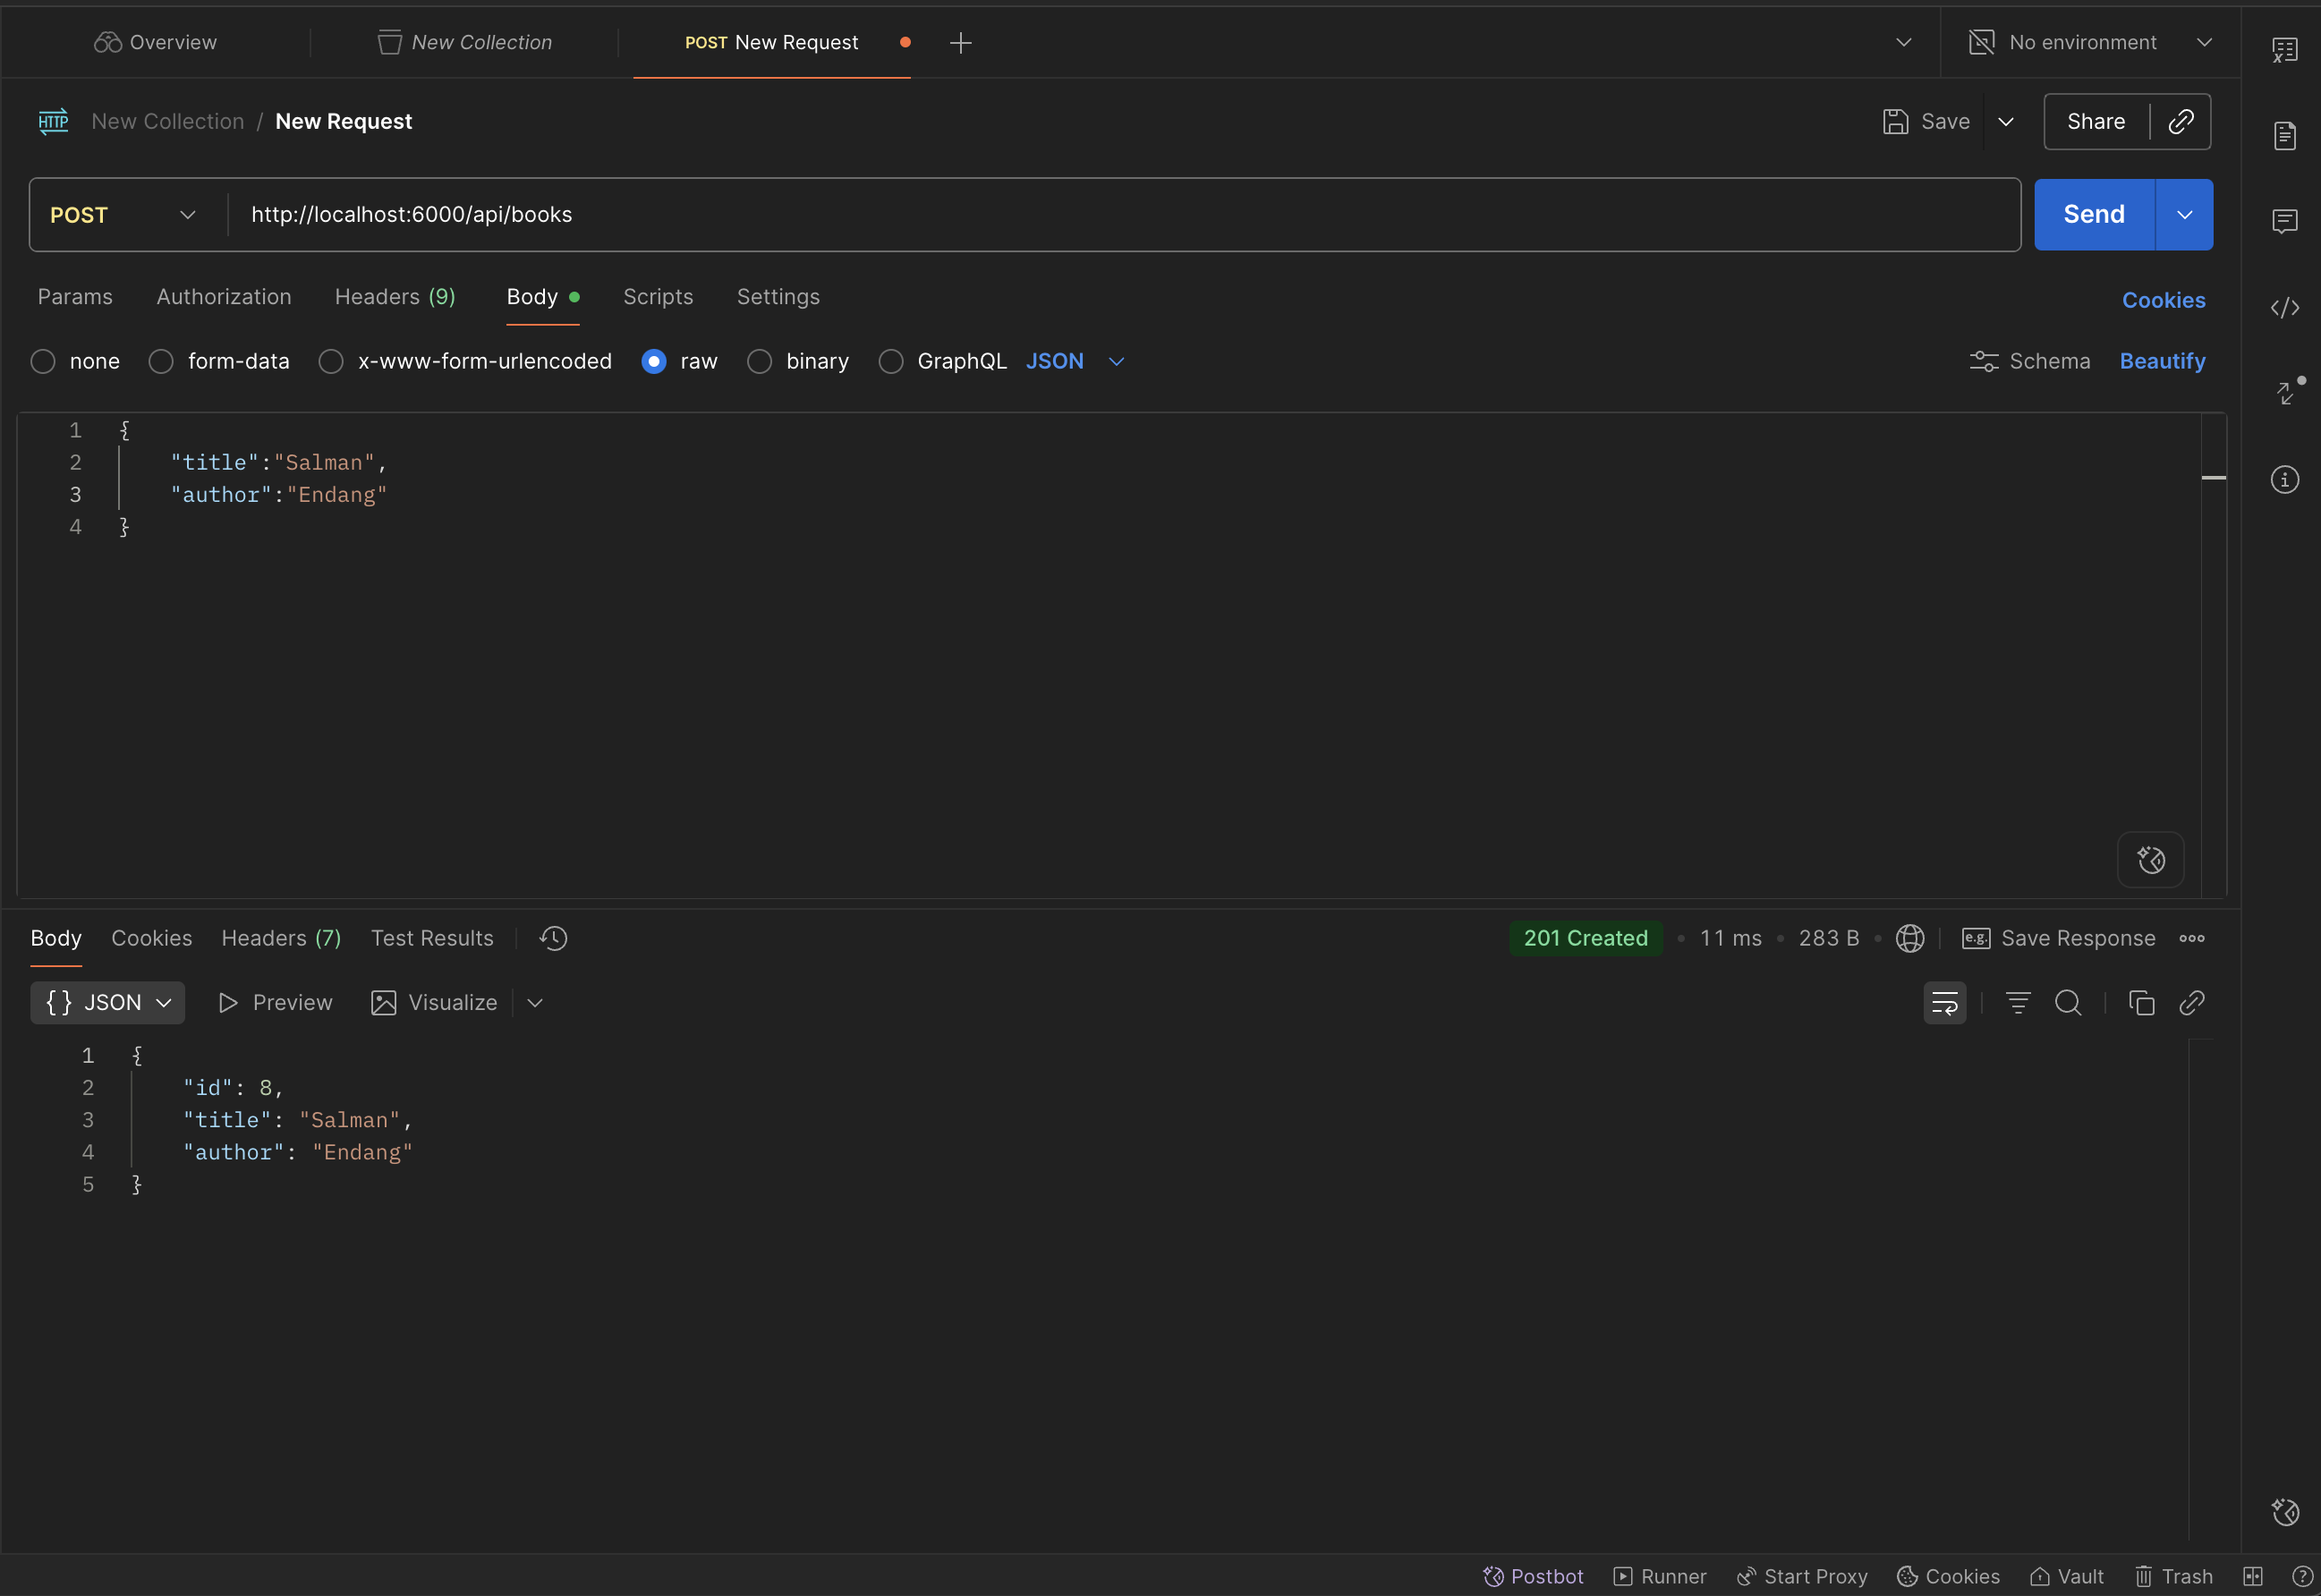 Overview New Collection POST New Request No environment
HTTP New Collection / New Request Save Share
POST http://localhost:6000/api/books Send
Params Authorization Headers (9) Body Scripts Settings Cookies
none form-data x-www-form-urlencoded raw binary GraphQL JSON Schema Beautify
1 {
2 "title":"Salman",
3 "author":"Endang"
4 }
Body Cookies Headers (7) Test Results 201 Created • 11 ms • 283 B • e.g. Save Response
{} JSON Preview Visualize
1 {
2 "id": 8,
3 "title": "Salman",
4 "author": "Endang"
5 }
Postbot Runner Start Proxy Cookies Vault Trash